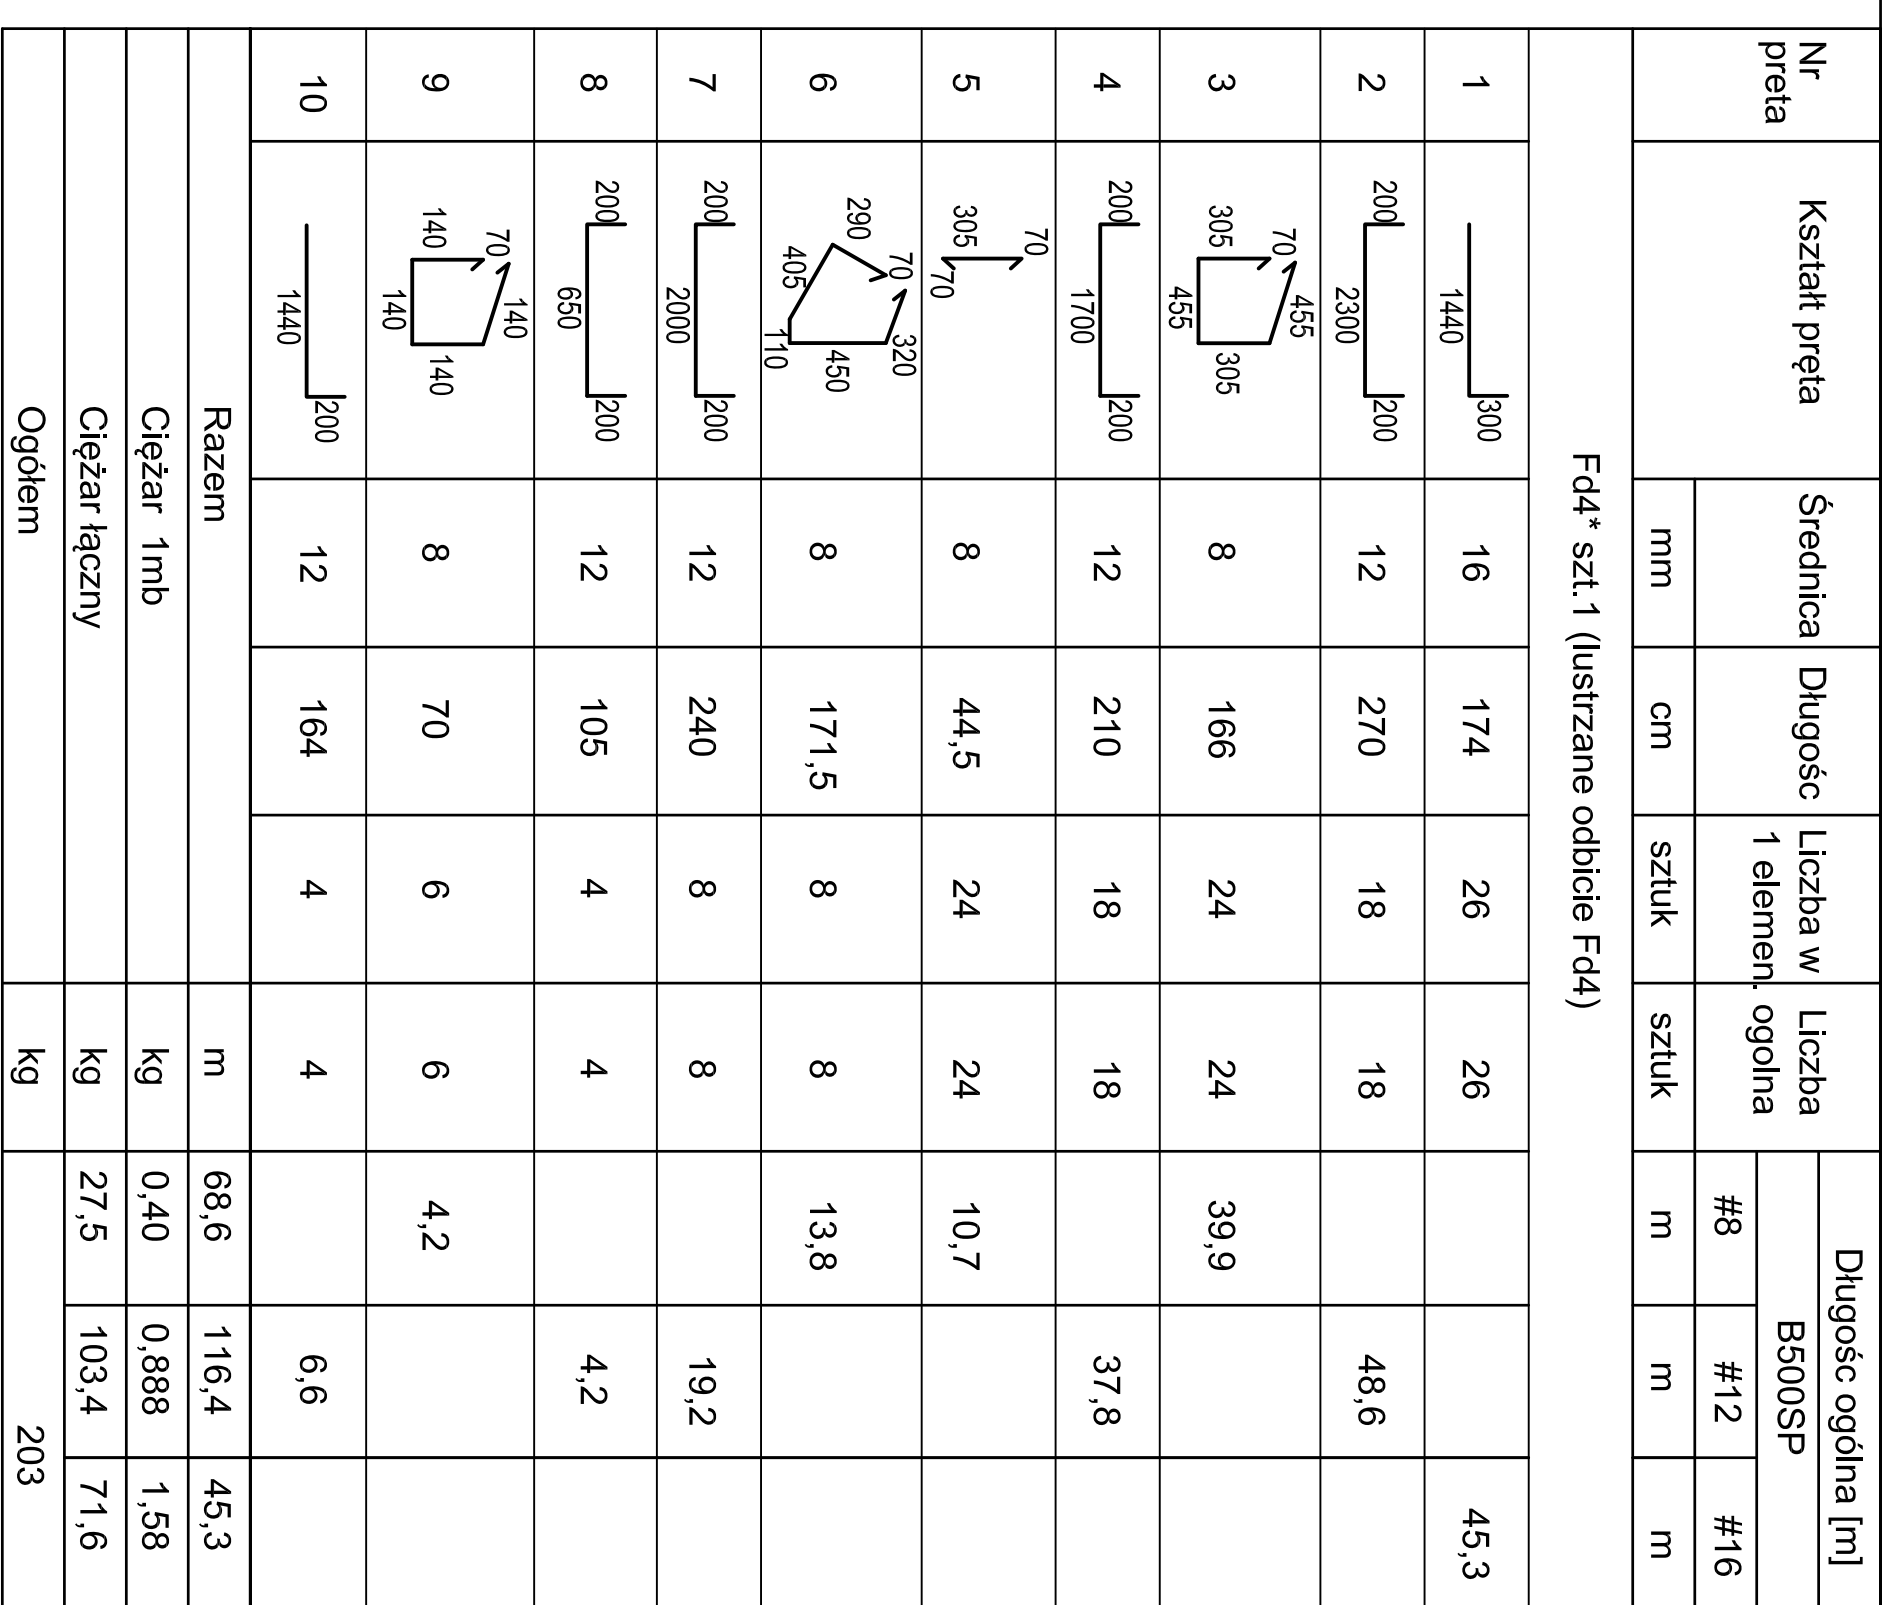 Nr preta Kształt pręta Średnica Długośc Liczba w 1 elemen. Liczba ogolna Długośc ogólna [m]
B500SP
#8 #12 #16
mm cm sztuk sztuk m m m
Fd4* szt.1 (lustrzane odbicie Fd4)
1 1440 300 16 174 26 26 45,3
2 200 2300 200 12 270 18 18 48,6
3 305 70 455 455 305 8 166 24 24 39,9
4 200 1700 200 12 210 18 18 37,8
5 305 70 70 8 44,5 24 24 10,7
6 290 70 405 320 110 450 8 171,5 8 8 13,8
7 200 2000 200 12 240 8 8 19,2
8 200 650 200 12 105 4 4 4,2
9 140 70 140 140 140 8 70 6 6 4,2
10 1440 200 12 164 4 4 6,6
Razem m 68,6 116,4 45,3
Ciężar 1mb kg 0,40 0,888 1,58
Ciężar łączny kg 27,5 103,4 71,6
Ogółem kg 203